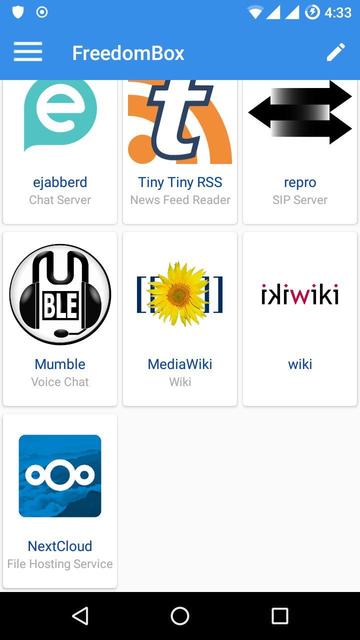 4:33
FreedomBox
e t
ejabberd Tiny Tiny RSS repro
Chat Server News Feed Reader SIP Server
MU
BLE [[ ]] ikiwiki
Mumble MediaWiki wiki
Voice Chat Wiki
NextCloud
File Hosting Service